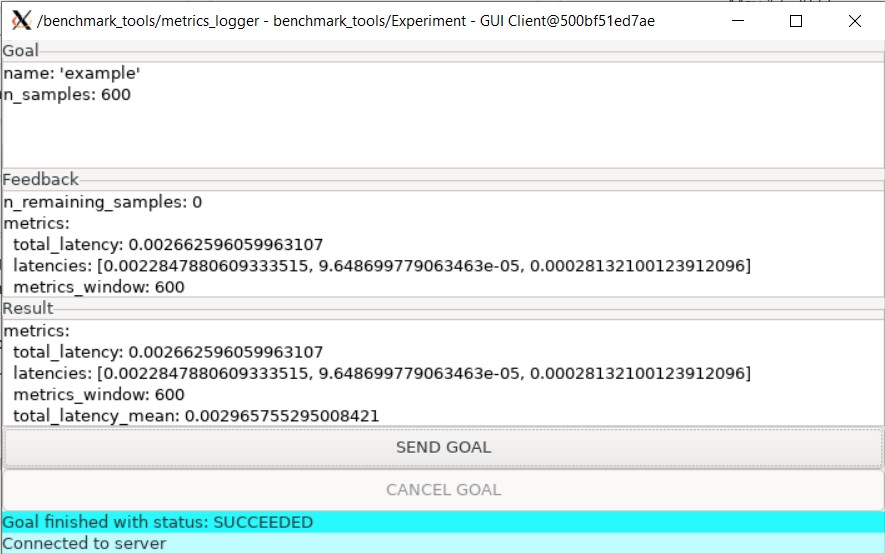 /benchmark_tools/metrics_logger - benchmark_tools/Experiment - GUI Client@500bf51ed7ae
Goal
name: 'example'
n_samples: 600
Feedback
n_remaining_samples: 0
metrics:
total_latency: 0.002662596059963107
latencies: [0.0022847880609333515, 9.648699779063463e-05, 0.00028132100123912096]
metrics_window: 600
Result
metrics:
total_latency: 0.002662596059963107
latencies: [0.0022847880609333515, 9.648699779063463e-05, 0.00028132100123912096]
metrics_window: 600
total_latency_mean: 0.002965755295008421
SEND GOAL
CANCEL GOAL
Goal finished with status: SUCCEEDED
Connected to server